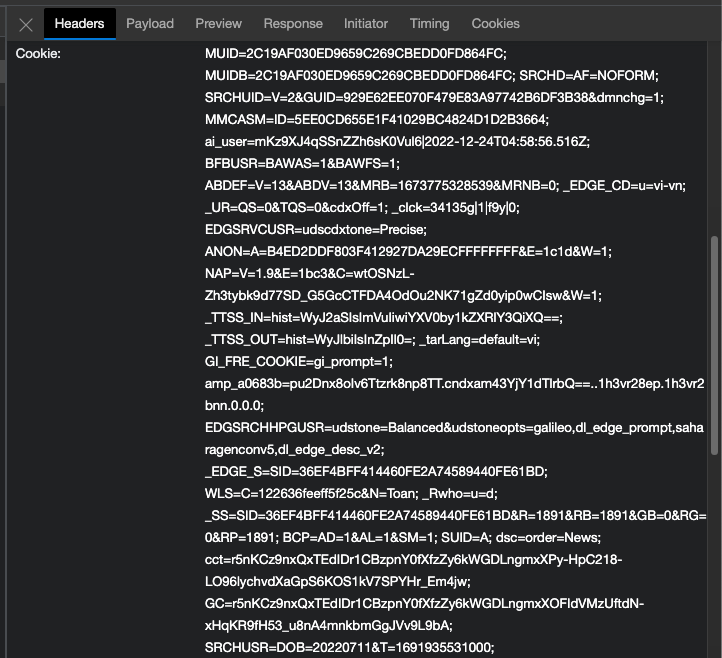 Headers Payload Preview Response Initiator Timing Cookies
Cookie:
MUID=2C19AF030ED9659C269CBEDD0FD864FC;
MUIDB=2C19AF030ED9659C269CBEDD0FD864FC; SRCHD=AF=NOFORM;
SRCHUID=V=2&GUID=929E62EE070F479E83A97742B6DF3B38&dmnchg=1;
MMCASM=ID=5EE0CD655E1F41029BC4824D1D2B3664;
ai_user=mKz9XJ4qSSnZZh6sK0Vul6|2022-12-24T04:58:56.516Z;
BFBUSR=BAWAS=1&BAWFS=1;
ABDEF=V=13&ABDV=13&MRB=1673775328539&MRNB=0; _EDGE_CD=u=vi-vn;
_UR=QS=0&TQS=0&cdxOff=1; _clck=34135g|1|f9y|0;
EDGSRVCUSR=udscdxtone=Precise;
ANON=A=B4ED2DDF803F412927DA29ECFFFFFFFF&E=1c1d&W=1;
NAP=V=1.9&E=1bc3&C=wtOSNzL-
Zh3tybk9d77SD_G5GcCTFDA4OdOu2NK71gZd0yip0wCIsw&W=1;
_TTSS_IN=hist=WyJ2aSIsImVuIiwiYXV0by1kZXRlY3QiXQ==;
_TTSS_OUT=hist=WyJlbiIsInZpIl0=; _tarLang=default=vi;
GI_FRE_COOKIE=gi_prompt=1;
amp_a0683b=pu2Dnx8olv6Ttzrk8np8TT.cndxam43YjY1dTlrbQ==..1h3vr28ep.1h3vr2
bnn.0.0.0;
EDGSRCHHPGUSR=udstone=Balanced&udstoneopts=galileo,dl_edge_prompt,saha
ragenconv5,dl_edge_desc_v2;
_EDGE_S=SID=36EF4BFF414460FE2A74589440FE61BD;
WLS=C=122636feeff5f25c&N=Toan; _Rwho=u=d;
_SS=SID=36EF4BFF414460FE2A74589440FE61BD&R=1891&RB=1891&GB=0&RG=
0&RP=1891; BCP=AD=1&AL=1&SM=1; SUID=A; dsc=order=News;
cct=r5nKCz9nxQxTEdIDr1CBzpnY0fXfzZy6kWGDLngmxXPy-HpC218-
LO96lychvdXaGpS6KOS1kV7SPYHr_Em4jw;
GC=r5nKCz9nxQxTEdIDr1CBzpnY0fXfzZy6kWGDLngmxXOFIdVMzUftdN-
xHqKR9fH53_u8nA4mnkbmGgJVv9L9bA;
SRCHUSR=DOB=20220711&T=1691935531000;